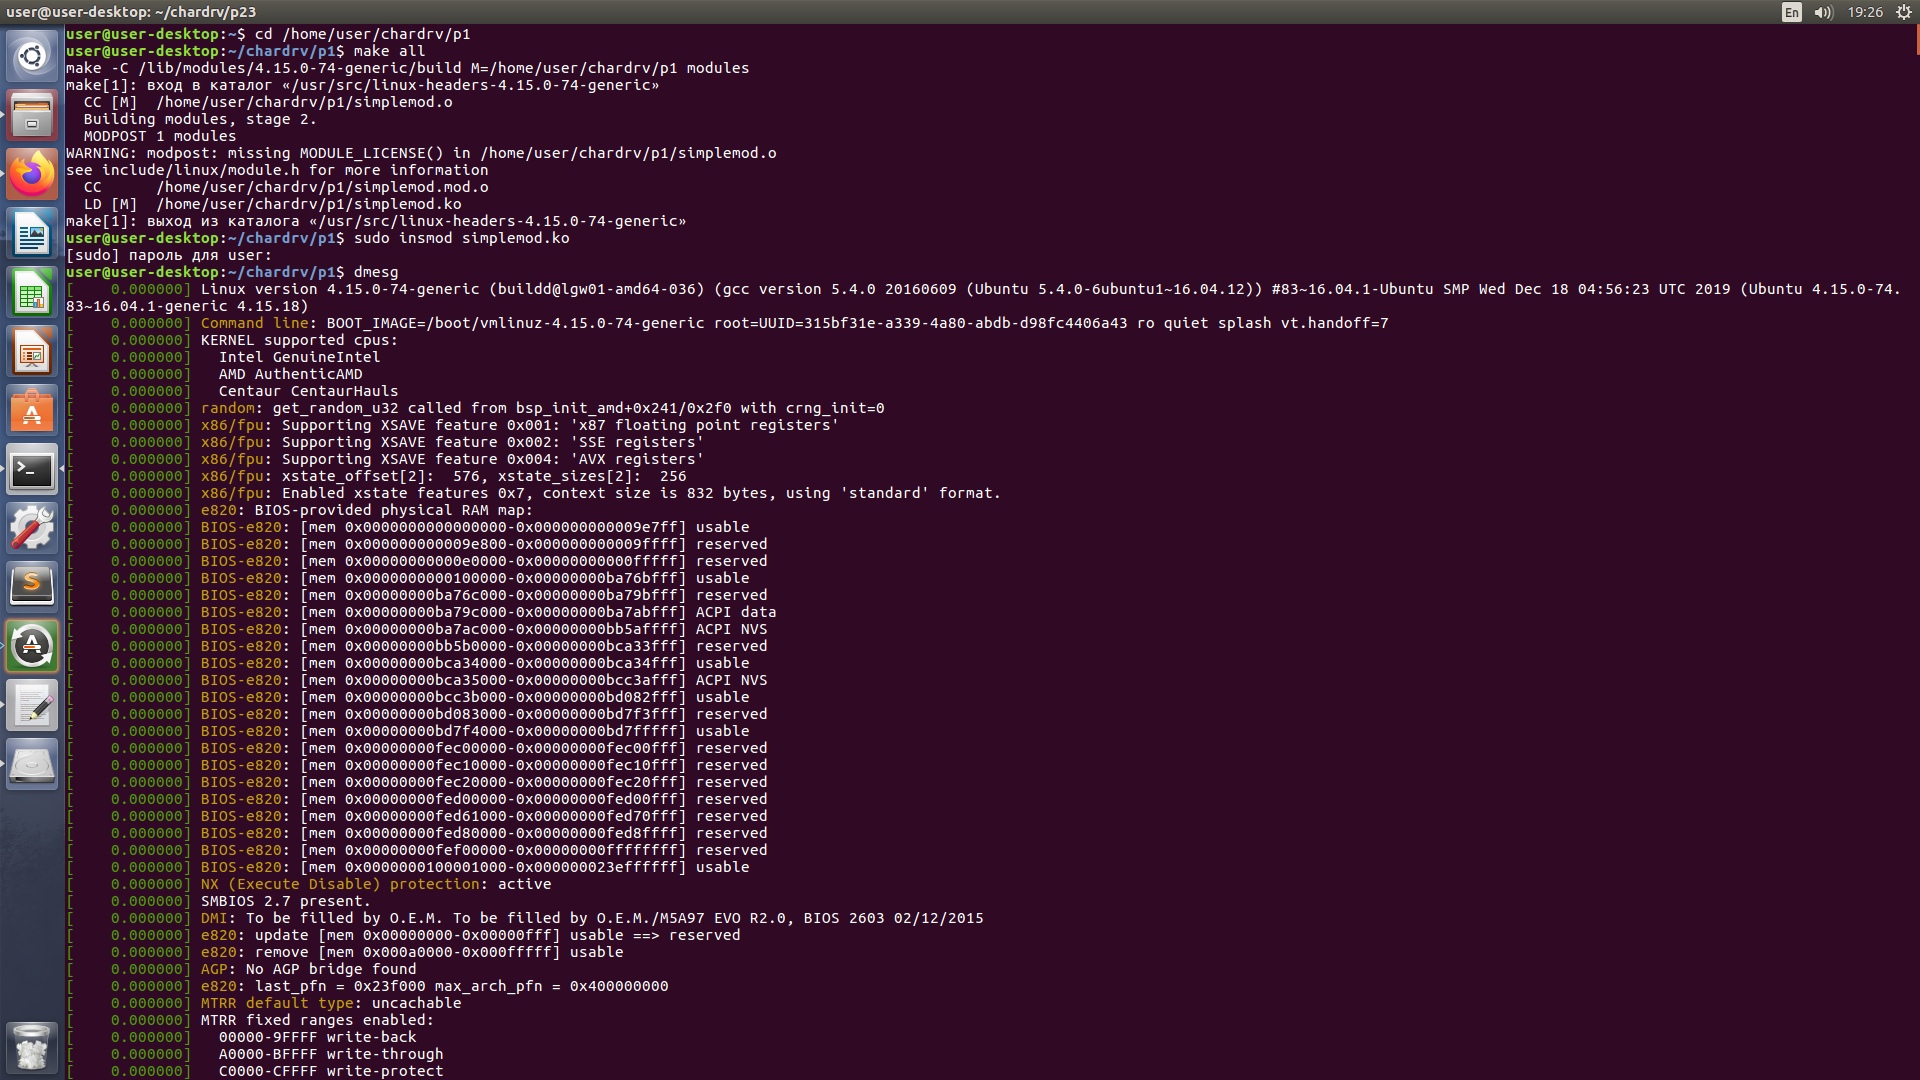 user@user-desktop: ~/chardrv/p23
En
19:26
user@user-desktop:~$ cd /home/user/chardrv/p1
user@user-desktop:~/chardrv/p1$ make all
make -C /lib/modules/4.15.0-74-generic/build M=/home/user/chardrv/p1 modules
make[1]: вход в каталог «/usr/src/linux-headers-4.15.0-74-generic»
  CC [M]  /home/user/chardrv/p1/simplemod.o
  Building modules, stage 2.
  MODPOST 1 modules
WARNING: modpost: missing MODULE_LICENSE() in /home/user/chardrv/p1/simplemod.o
see include/linux/module.h for more information
  CC      /home/user/chardrv/p1/simplemod.mod.o
  LD [M]  /home/user/chardrv/p1/simplemod.ko
make[1]: выход из каталога «/usr/src/linux-headers-4.15.0-74-generic»
user@user-desktop:~/chardrv/p1$ sudo insmod simplemod.ko
[sudo] пароль для user:
user@user-desktop:~/chardrv/p1$ dmesg
[    0.000000] Linux version 4.15.0-74-generic (buildd@lgw01-amd64-036) (gcc version 5.4.0 20160609 (Ubuntu 5.4.0-6ubuntu1~16.04.12)) #83~16.04.1-Ubuntu SMP Wed Dec 18 04:56:23 UTC 2019 (Ubuntu 4.15.0-74.
83~16.04.1-generic 4.15.18)
[    0.000000] Command line: BOOT_IMAGE=/boot/vmlinuz-4.15.0-74-generic root=UUID=315bf31e-a339-4a80-abdb-d98fc4406a43 ro quiet splash vt.handoff=7
[    0.000000] KERNEL supported cpus:
[    0.000000]   Intel GenuineIntel
[    0.000000]   AMD AuthenticAMD
[    0.000000]   Centaur CentaurHauls
[    0.000000] random: get_random_u32 called from bsp_init_amd+0x241/0x2f0 with crng_init=0
[    0.000000] x86/fpu: Supporting XSAVE feature 0x001: 'x87 floating point registers'
[    0.000000] x86/fpu: Supporting XSAVE feature 0x002: 'SSE registers'
[    0.000000] x86/fpu: Supporting XSAVE feature 0x004: 'AVX registers'
[    0.000000] x86/fpu: xstate_offset[2]:  576, xstate_sizes[2]:  256
[    0.000000] x86/fpu: Enabled xstate features 0x7, context size is 832 bytes, using 'standard' format.
[    0.000000] e820: BIOS-provided physical RAM map:
[    0.000000] BIOS-e820: [mem 0x0000000000000000-0x000000000009e7ff] usable
[    0.000000] BIOS-e820: [mem 0x000000000009e800-0x000000000009ffff] reserved
[    0.000000] BIOS-e820: [mem 0x00000000000e0000-0x00000000000fffff] reserved
[    0.000000] BIOS-e820: [mem 0x0000000000100000-0x00000000ba76bfff] usable
[    0.000000] BIOS-e820: [mem 0x00000000ba76c000-0x00000000ba79bfff] reserved
[    0.000000] BIOS-e820: [mem 0x00000000ba79c000-0x00000000ba7abfff] ACPI data
[    0.000000] BIOS-e820: [mem 0x00000000ba7ac000-0x00000000bb5affff] ACPI NVS
[    0.000000] BIOS-e820: [mem 0x00000000bb5b0000-0x00000000bca33fff] reserved
[    0.000000] BIOS-e820: [mem 0x00000000bca34000-0x00000000bca34fff] usable
[    0.000000] BIOS-e820: [mem 0x00000000bca35000-0x00000000bcc3afff] ACPI NVS
[    0.000000] BIOS-e820: [mem 0x00000000bcc3b000-0x00000000bd082fff] usable
[    0.000000] BIOS-e820: [mem 0x00000000bd083000-0x00000000bd7f3fff] reserved
[    0.000000] BIOS-e820: [mem 0x00000000bd7f4000-0x00000000bd7fffff] usable
[    0.000000] BIOS-e820: [mem 0x00000000fec00000-0x00000000fec00fff] reserved
[    0.000000] BIOS-e820: [mem 0x00000000fec10000-0x00000000fec10fff] reserved
[    0.000000] BIOS-e820: [mem 0x00000000fec20000-0x00000000fec20fff] reserved
[    0.000000] BIOS-e820: [mem 0x00000000fed00000-0x00000000fed00fff] reserved
[    0.000000] BIOS-e820: [mem 0x00000000fed61000-0x00000000fed70fff] reserved
[    0.000000] BIOS-e820: [mem 0x00000000fed80000-0x00000000fed8ffff] reserved
[    0.000000] BIOS-e820: [mem 0x00000000fef00000-0x00000000ffffffff] reserved
[    0.000000] BIOS-e820: [mem 0x0000000100001000-0x000000023effffff] usable
[    0.000000] NX (Execute Disable) protection: active
[    0.000000] SMBIOS 2.7 present.
[    0.000000] DMI: To be filled by O.E.M. To be filled by O.E.M./M5A97 EVO R2.0, BIOS 2603 02/12/2015
[    0.000000] e820: update [mem 0x00000000-0x00000fff] usable ==> reserved
[    0.000000] e820: remove [mem 0x000a0000-0x000fffff] usable
[    0.000000] AGP: No AGP bridge found
[    0.000000] e820: last_pfn = 0x23f000 max_arch_pfn = 0x400000000
[    0.000000] MTRR default type: uncachable
[    0.000000] MTRR fixed ranges enabled:
[    0.000000]   00000-9FFFF write-back
[    0.000000]   A0000-BFFFF write-through
[    0.000000]   C0000-CFFFF write-protect